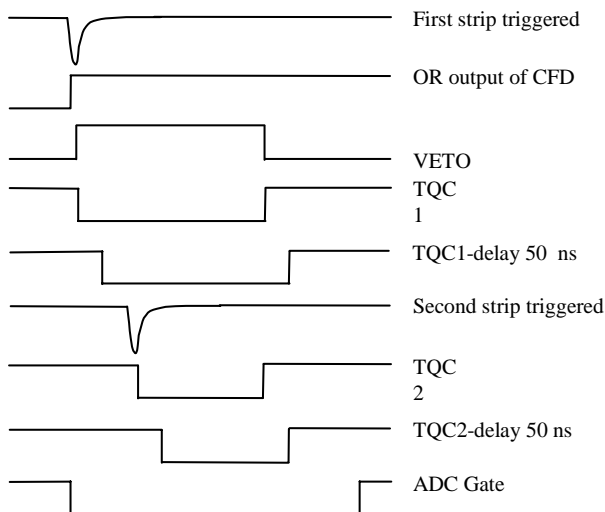 First strip triggered
OR output of CFD
VETO
TQC
1
TQC1-delay 50 ns
Second strip triggered
TQC
2
TQC2-delay 50 ns
ADC Gate